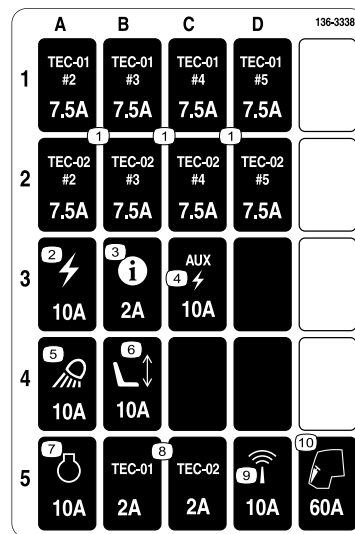 A B C D 136-3338
1
TEC-01 TEC-01 TEC-01 TEC-01
#2 #3 #4 #5
7.5A 7.5A 7.5A 7.5A
1 1 1
2
TEC-02 TEC-02 TEC-02 TEC-02
#2 #3 #4 #5
7.5A 7.5A 7.5A 7.5A
2 3
AUX
3 i 4
10A 2A 10A
5 6
4
10A 10A
7 8 10
5 TEC-01 TEC-02 9
10A 2A 2A 10A 60A